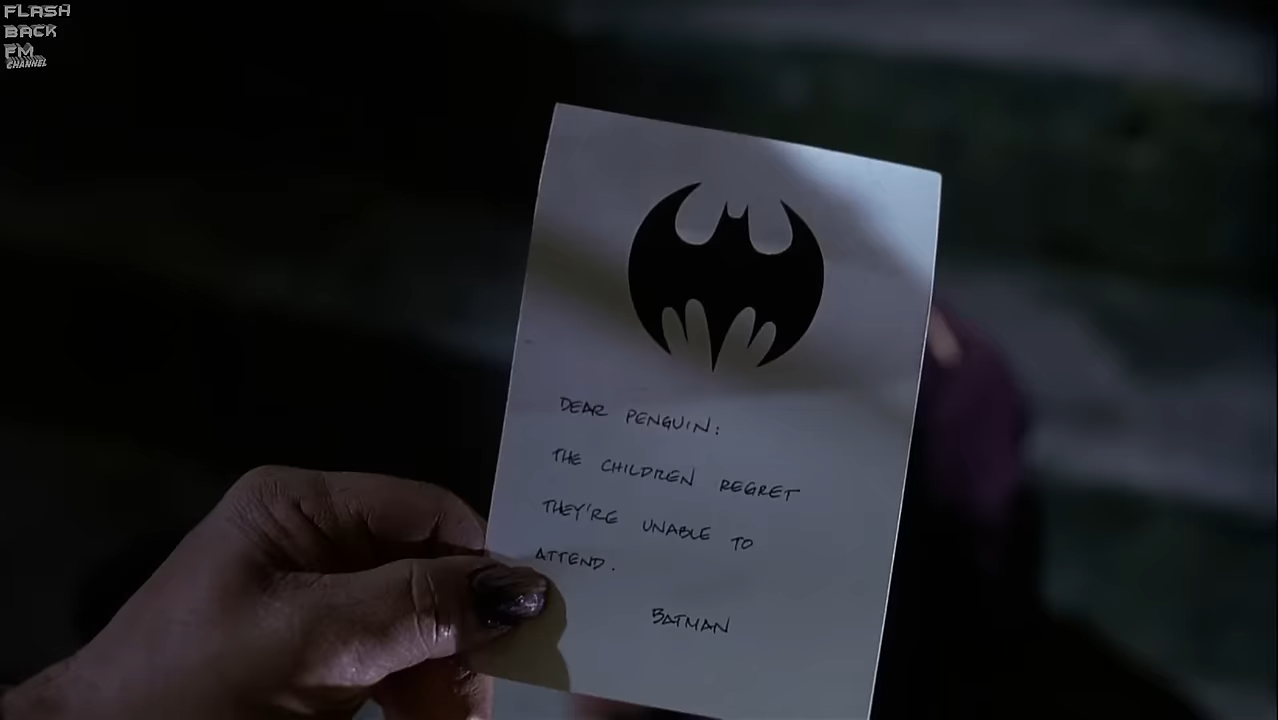 FLASH
BACK
FM
CHANNEL
DEAR PENGUIN:
THE CHILDREN REGRET
THEY'RE UNABLE TO
ATTEND.
BATMAN